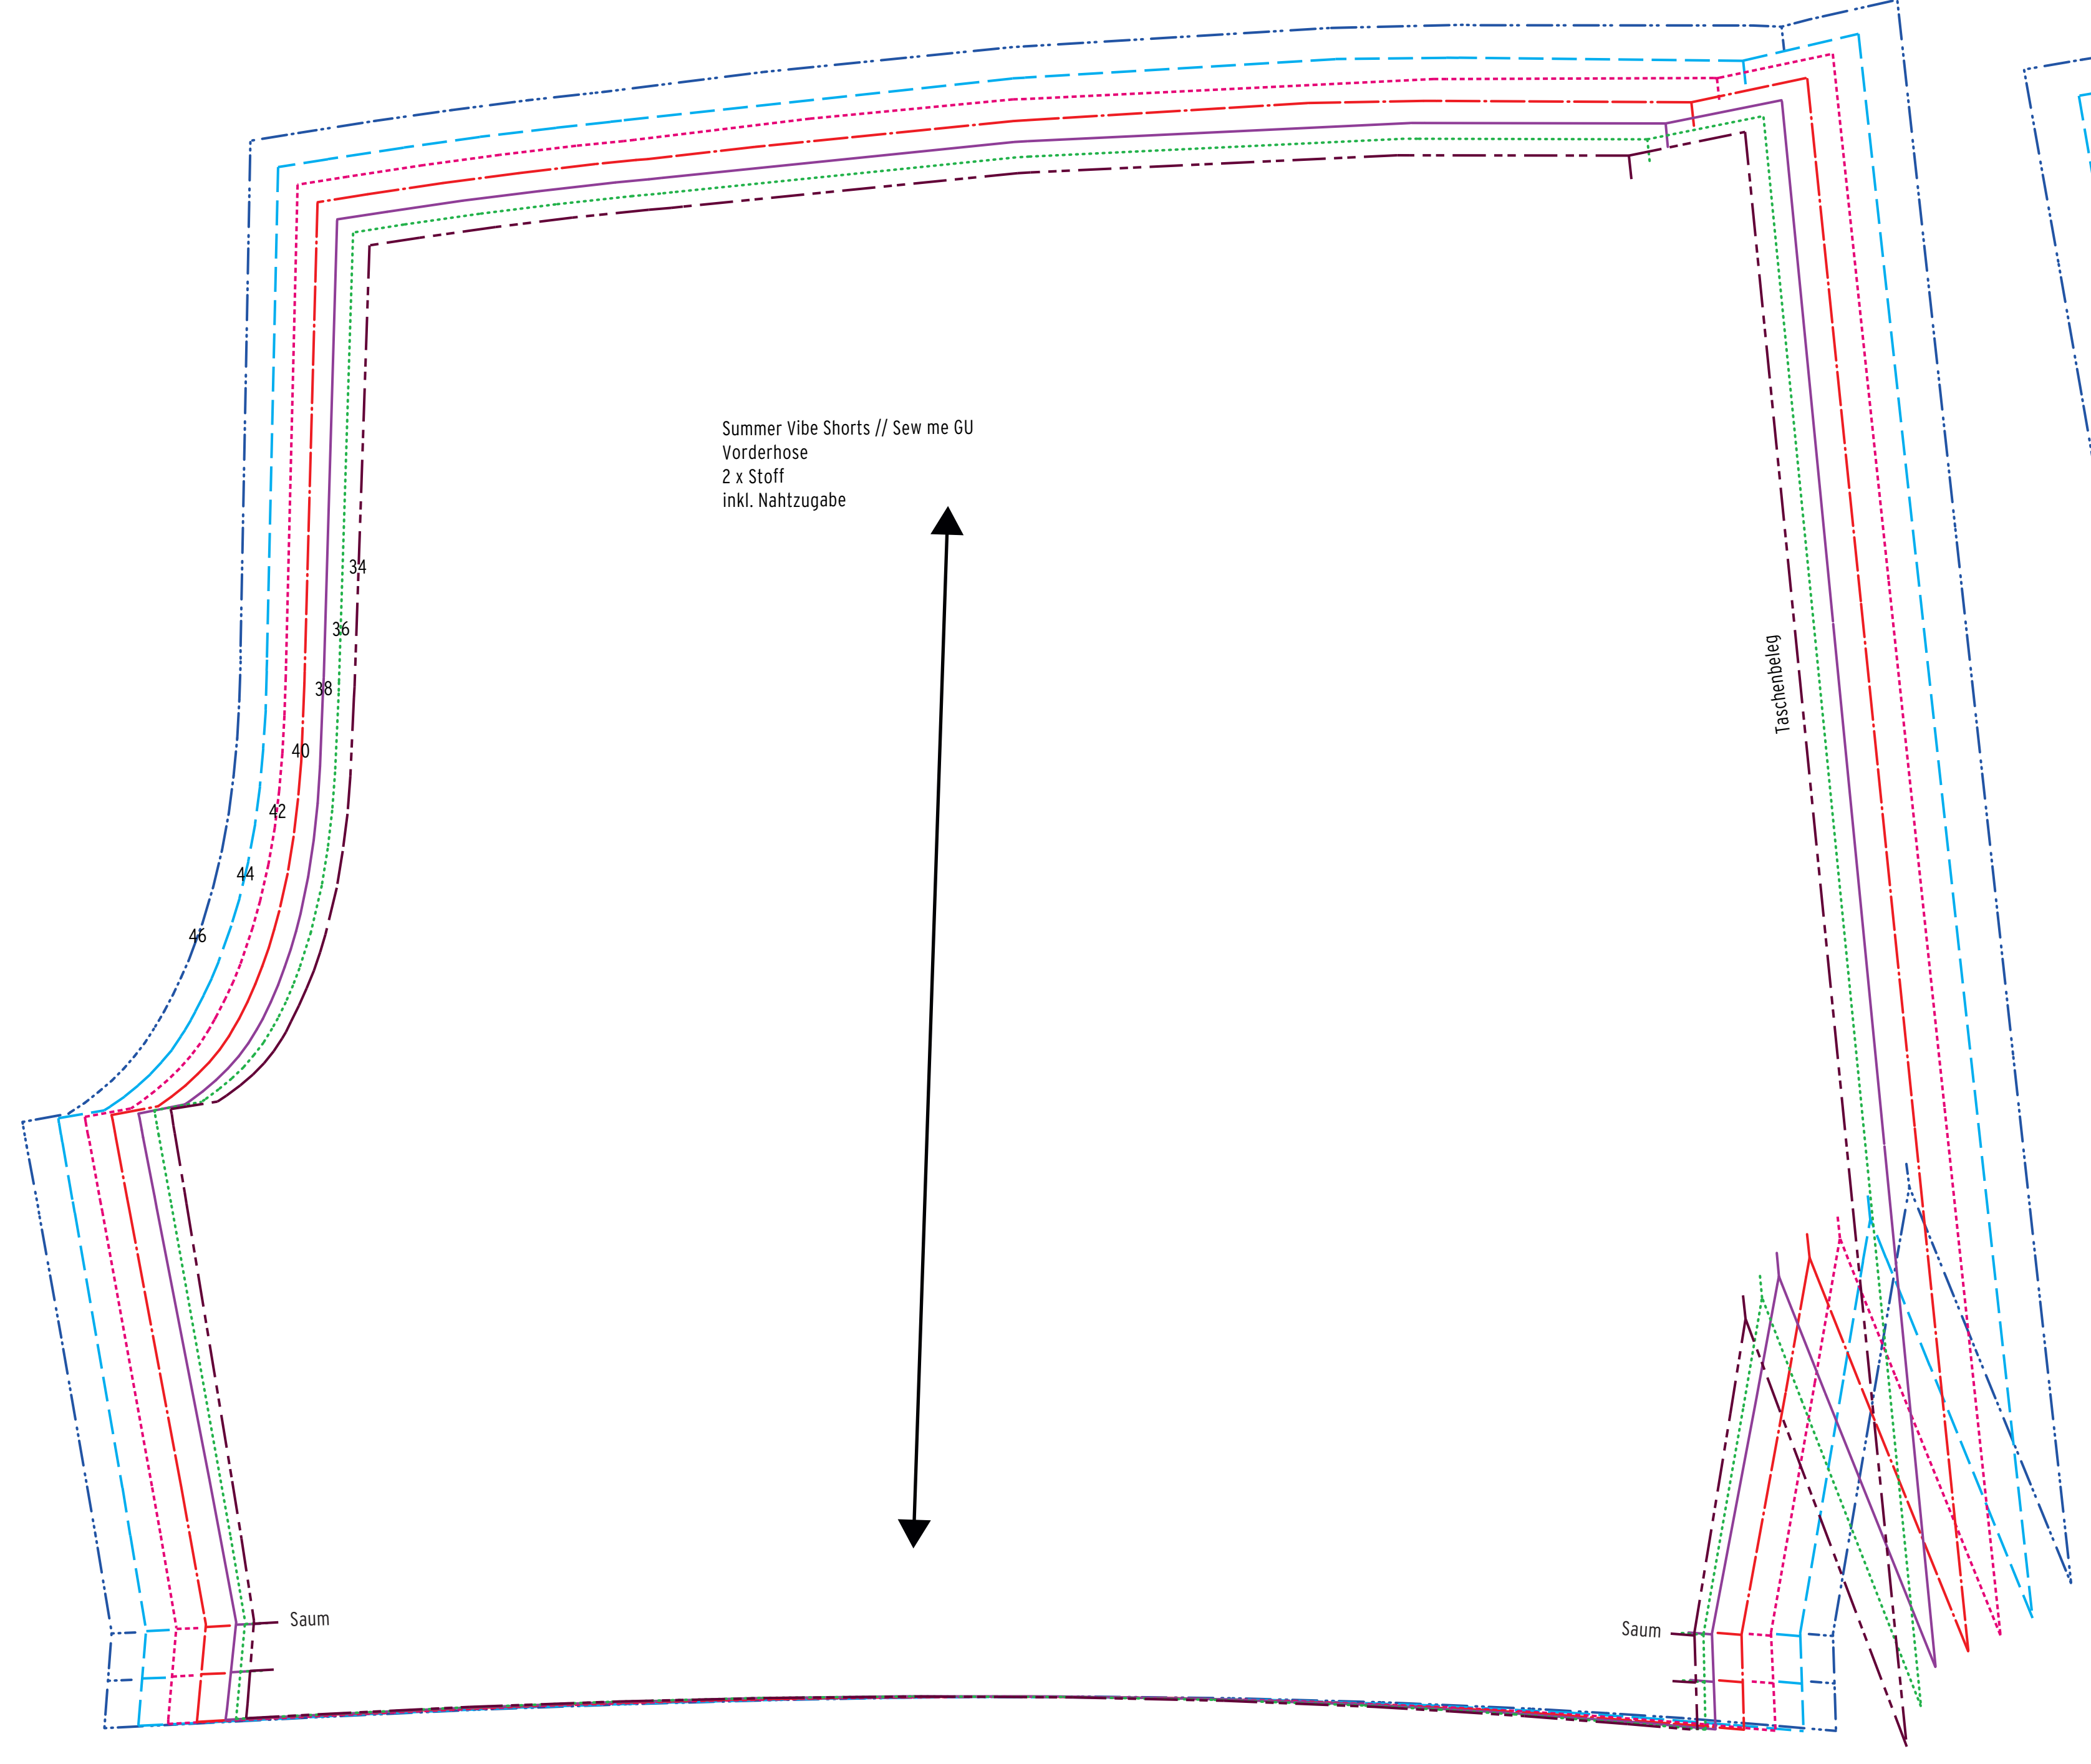 Summer Vibe Shorts // Sew me GU
Vorderhose
2 x Stoff
inkl. Nahtzugabe
34
36
38
40
42
44
46
Taschenbeleg
Saum
Saum